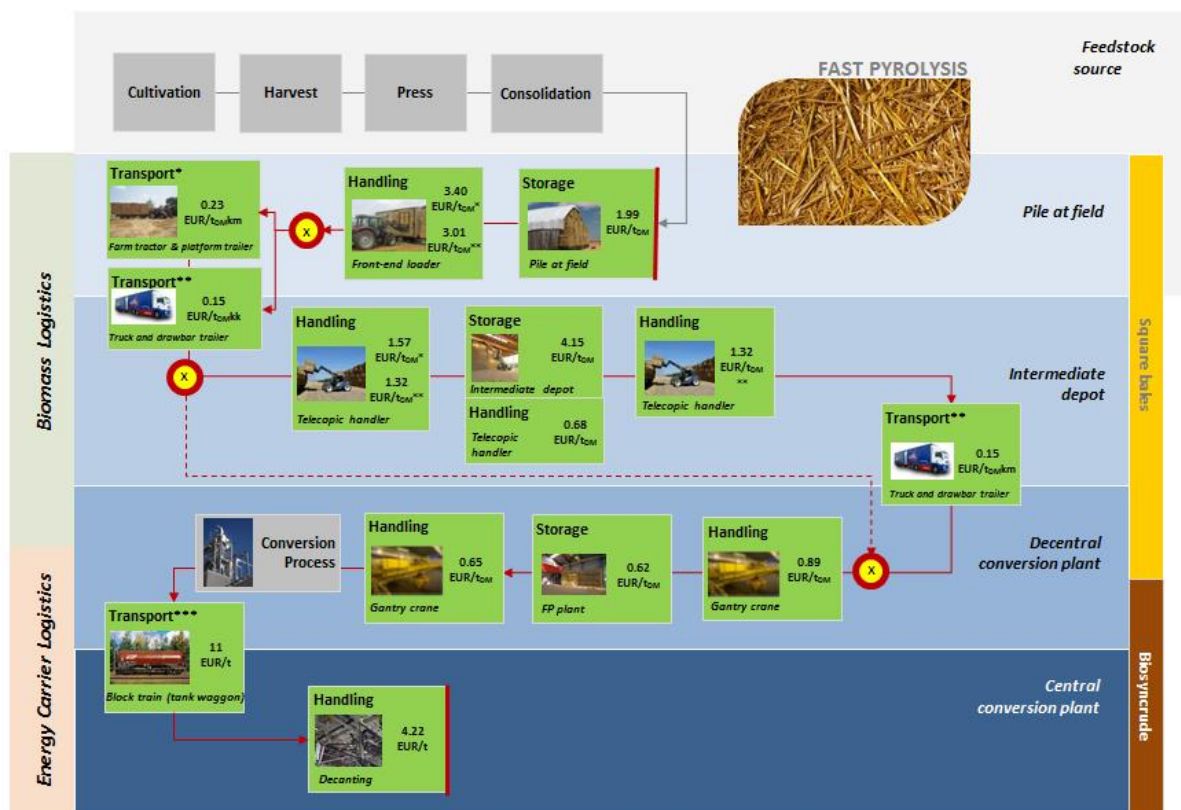 Feedstock
source
FAST PYROLYSIS
Cultivation
Harvest
Press
Consolidation
Biomass Logistics
Energy Carrier Logistics
Square bales
Biosyncrude
Pile at field
Transport*
0.23
EUR/tDMkm
Farm tractor & platform trailer
X
Handling
3.40
EUR/tDM*
3.01
EUR/tDM**
Front-end loader
Storage
1.99
EUR/tDM
Pile at field
Transport**
0.15
EUR/tDMkk
Truck and drawbar trailer
X
Handling
1.57
EUR/tDM*
1.32
EUR/tDM**
Telecopic handler
Storage
4.15
EUR/tDM
Intermediate depot
Handling
0.68
EUR/tDM
Telecopic
handler
Handling
1.32
EUR/tDM
**
Telecopic handler
Intermediate
depot
Transport**
0.15
EUR/tDMkm
Truck and drawbar trailer
Decentral
conversion plant
Conversion
Process
Handling
0.65
EUR/tDM
Gantry crane
Storage
0.62
EUR/tDM
FP plant
Handling
0.89
EUR/tDM
Gantry crane
X
Transport***
11
EUR/t
Block train (tank waggon)
Handling
4.22
EUR/t
Decanting
Central
conversion plant